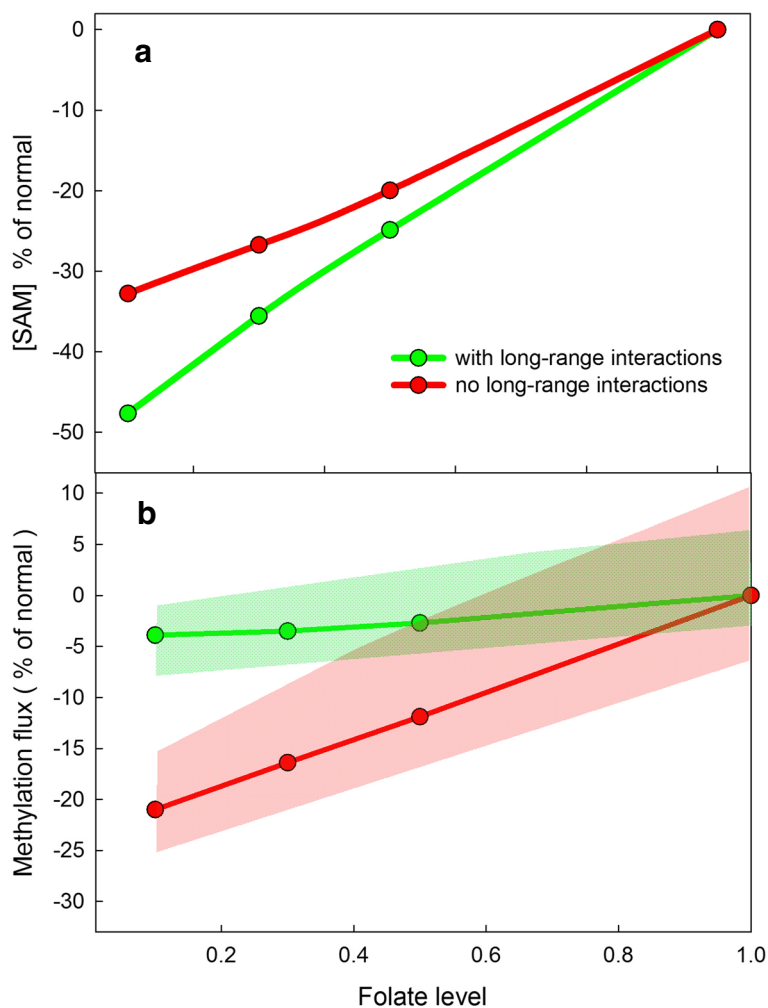 a
[SAM] % of normal
0
-10
-20
-30
-40
-50
with long-range interactions
no long-range interactions
b
Methylation flux ( % of normal )
10
5
0
-5
-10
-15
-20
-25
-30
0.2
0.4
0.6
0.8
1.0
Folate level